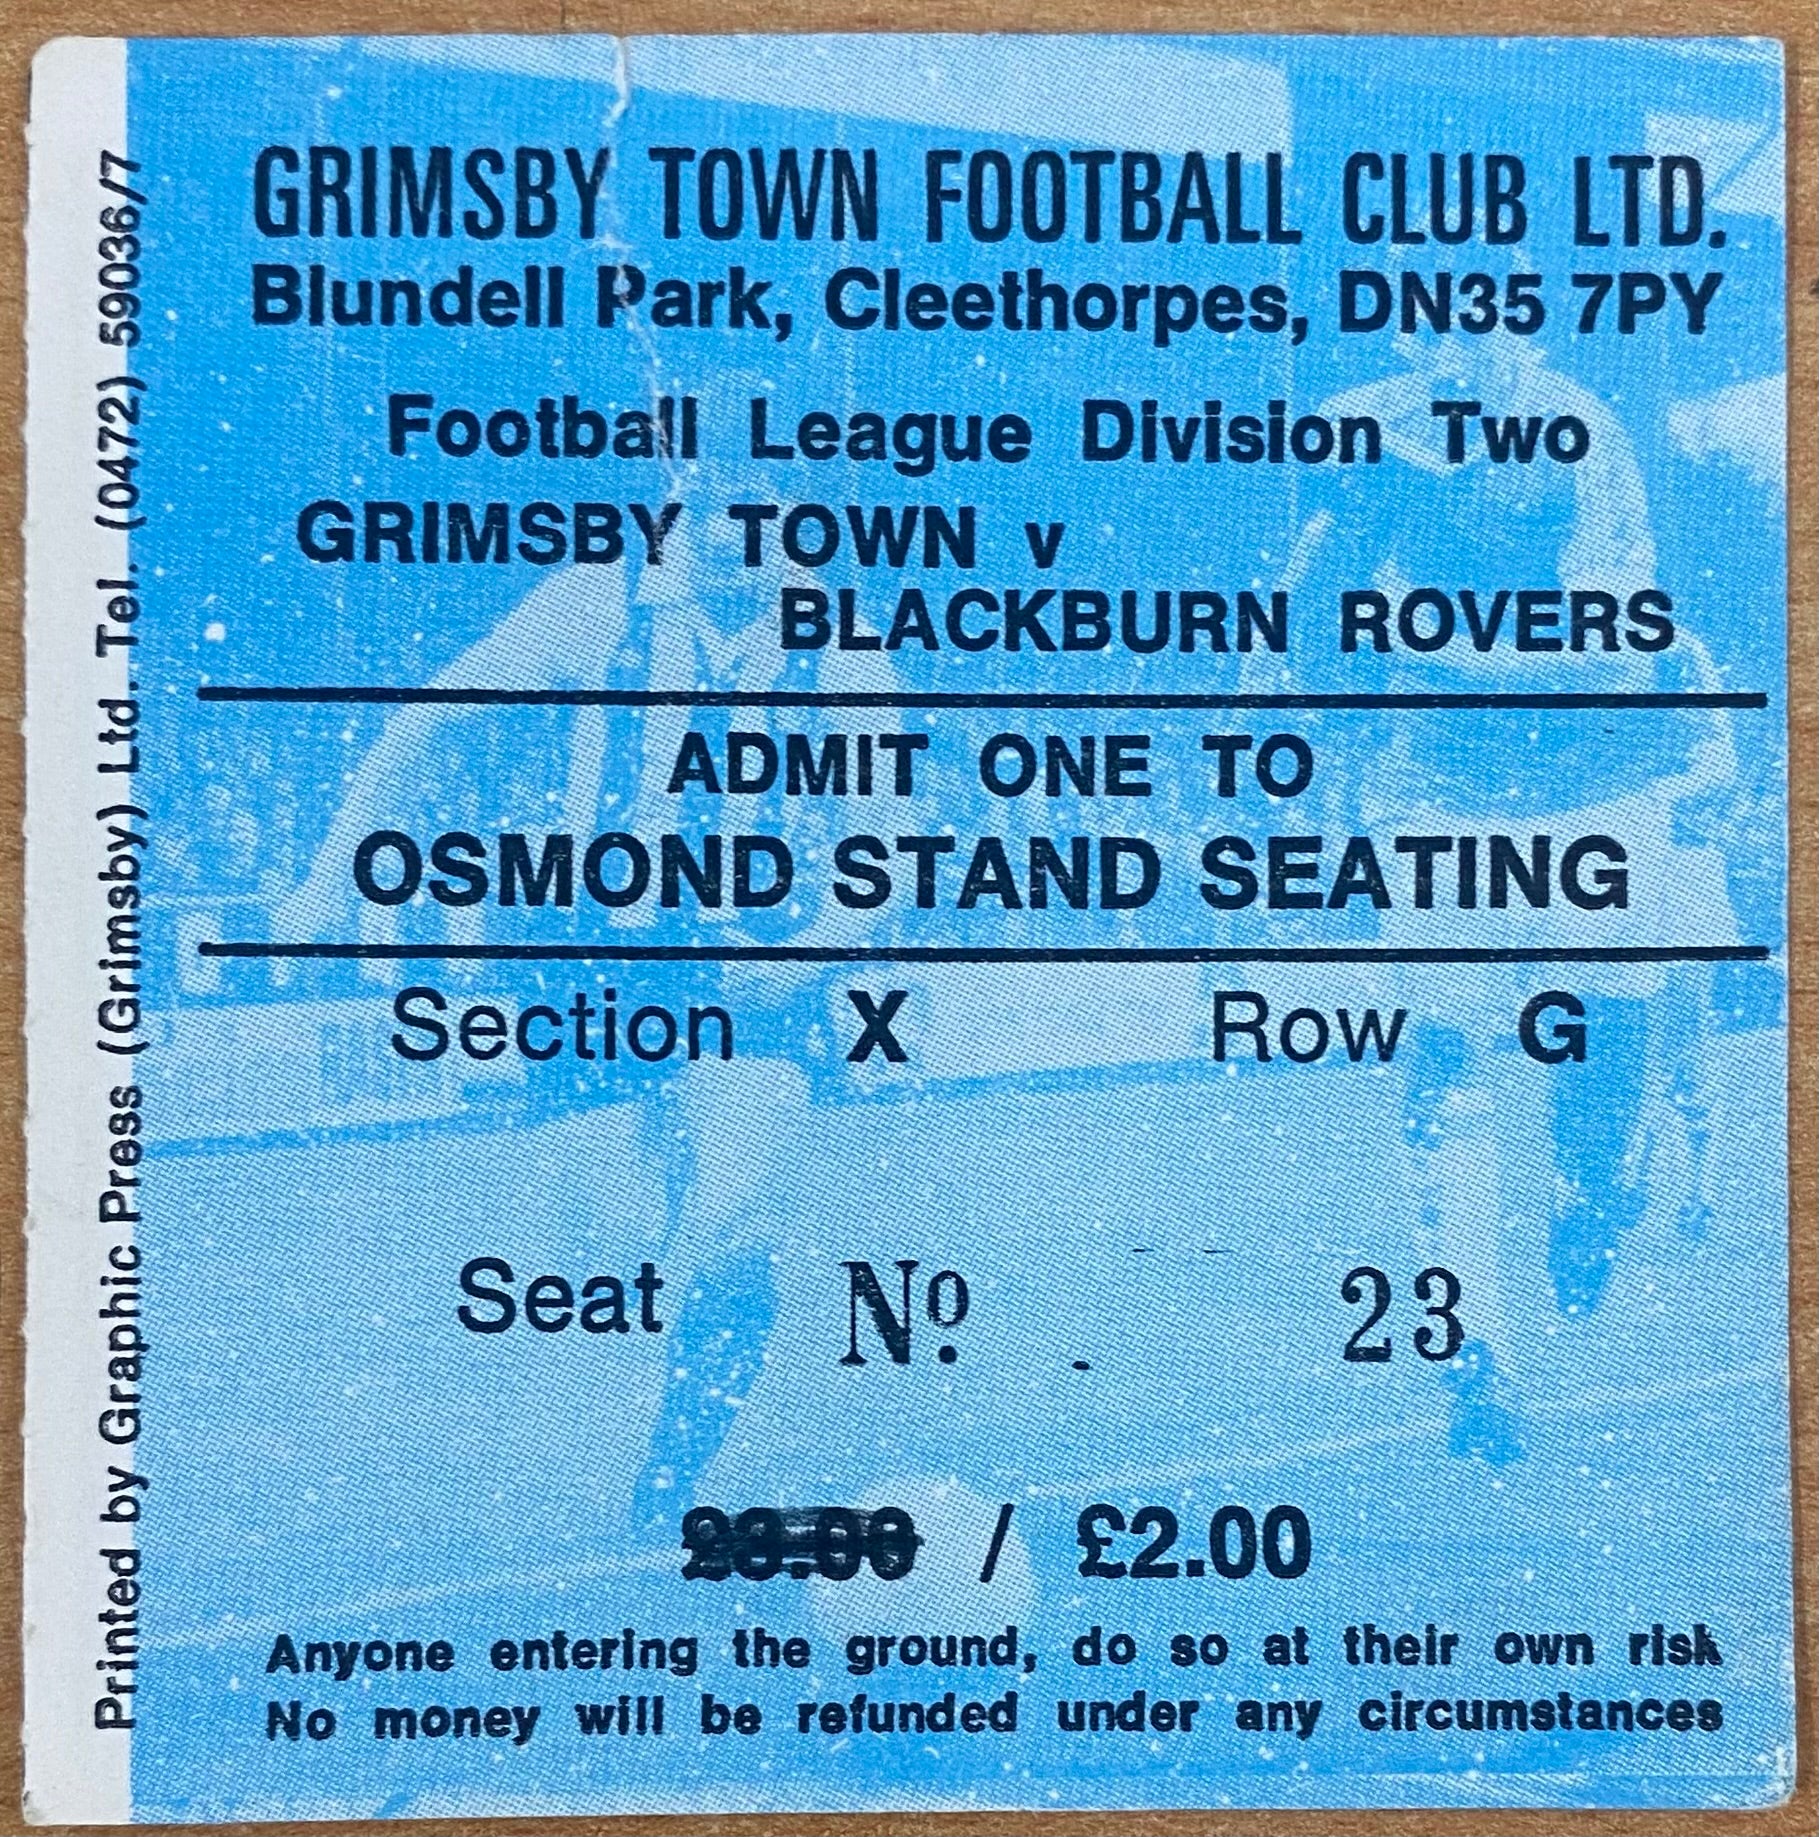 GRIMSBY TOWN FOOTBALL CLUB LTD.
Blundell Park, Cleethorpes, DN35 7PY
Football League Division Two
GRIMSBY TOWN v
BLACKBURN ROVERS
ADMIT ONE TO
OSMOND STAND SEATING
Section X Row G
Seat No. 23
/ £2.00
Anyone entering the ground, do so at their own risk
No money will be refunded under any circumstances
Printed by Graphic Press (Grimsby) Ltd. Tel. (0472) 59036/7